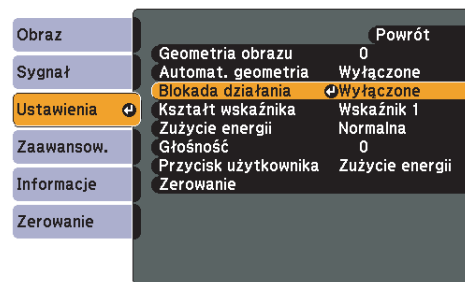 Obraz
Sygnał
Ustawienia
Zaawansow.
Informacje
Zerowanie
Powrót
Geometria obrazu 0
Automat. geometria Wyłączone
Blokada działania Wyłączone
Kształt wskaźnika Wskaźnik 1
Zużycie energii Normalna
Głośność 0
Przycisk użytkownika Zużycie energii
Zerowanie